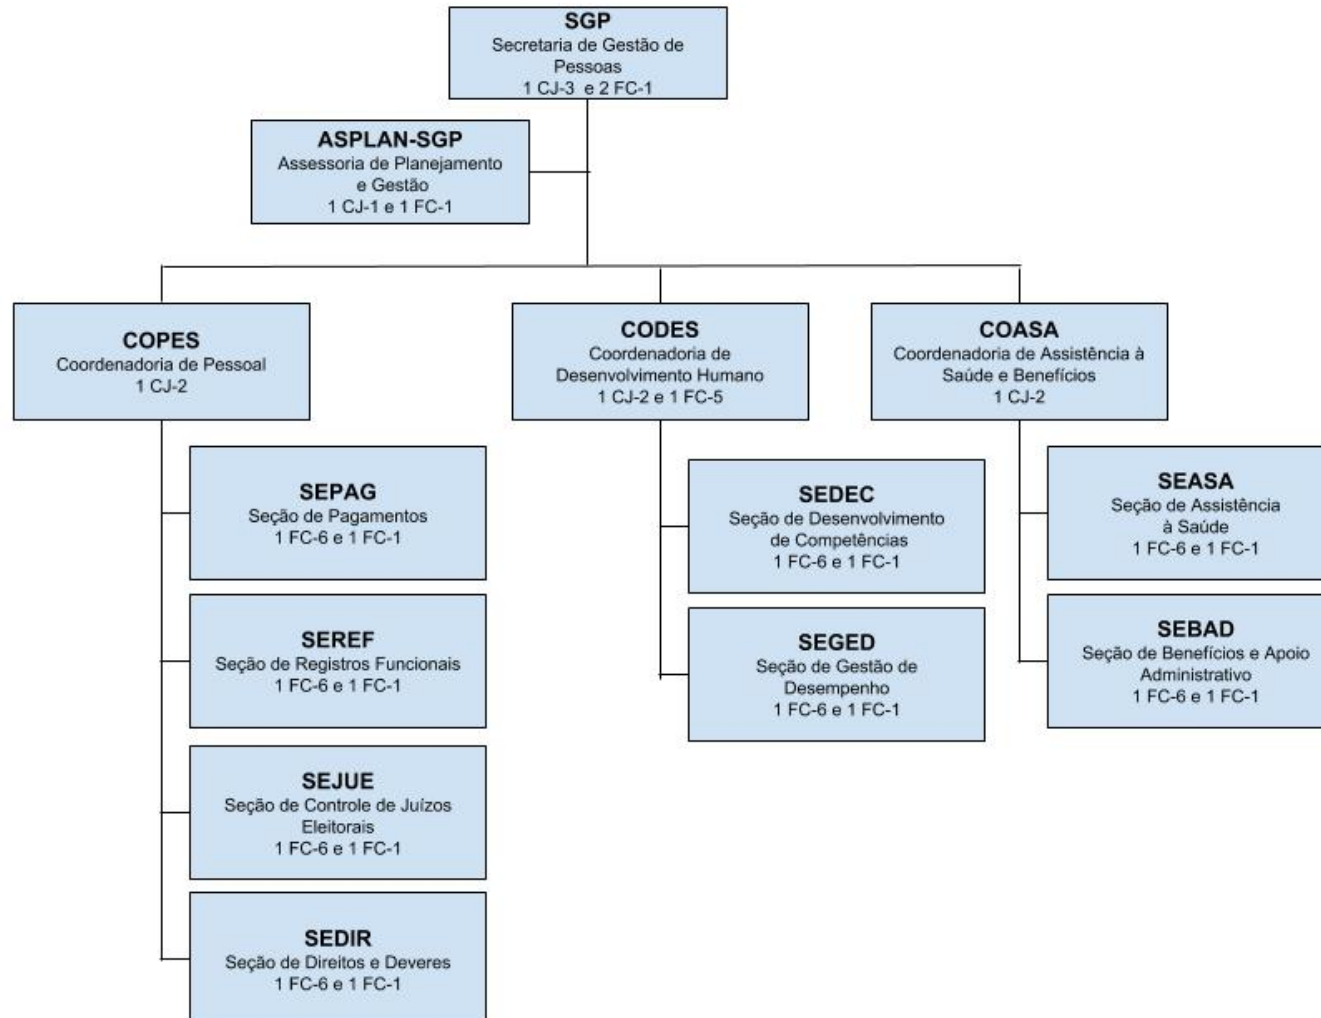 SGP
Secretaria de Gestão de
Pessoas
1 CJ-3 e 2 FC-1
ASPLAN-SGP
Assessoria de Planejamento
e Gestão
1 CJ-1 e 1 FC-1
COPES
Coordenadoria de Pessoal
1 CJ-2
CODES
Coordenadoria de
Desenvolvimento Humano
1 CJ-2 e 1 FC-5
COASA
Coordenadoria de Assistência à
Saúde e Benefícios
1 CJ-2
SEPAG
Seção de Pagamentos
1 FC-6 e 1 FC-1
SEREF
Seção de Registros Funcionais
1 FC-6 e 1 FC-1
SEJUE
Seção de Controle de Juízos
Eleitorais
1 FC-6 e 1 FC-1
SEDIR
Seção de Direitos e Deveres
1 FC-6 e 1 FC-1
SEDEC
Seção de Desenvolvimento
de Competências
1 FC-6 e 1 FC-1
SEGED
Seção de Gestão de
Desempenho
1 FC-6 e 1 FC-1
SEASA
Seção de Assistência
à Saúde
1 FC-6 e 1 FC-1
SEBAD
Seção de Benefícios e Apoio
Administrativo
1 FC-6 e 1 FC-1